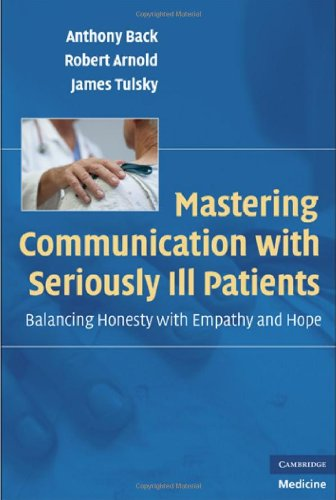 Anthony Back
Robert Arnold
James Tulsky
Mastering
Communication with
Seriously Ill Patients
Balancing Honesty with Empathy and Hope
CAMBRIDGE
Medicine